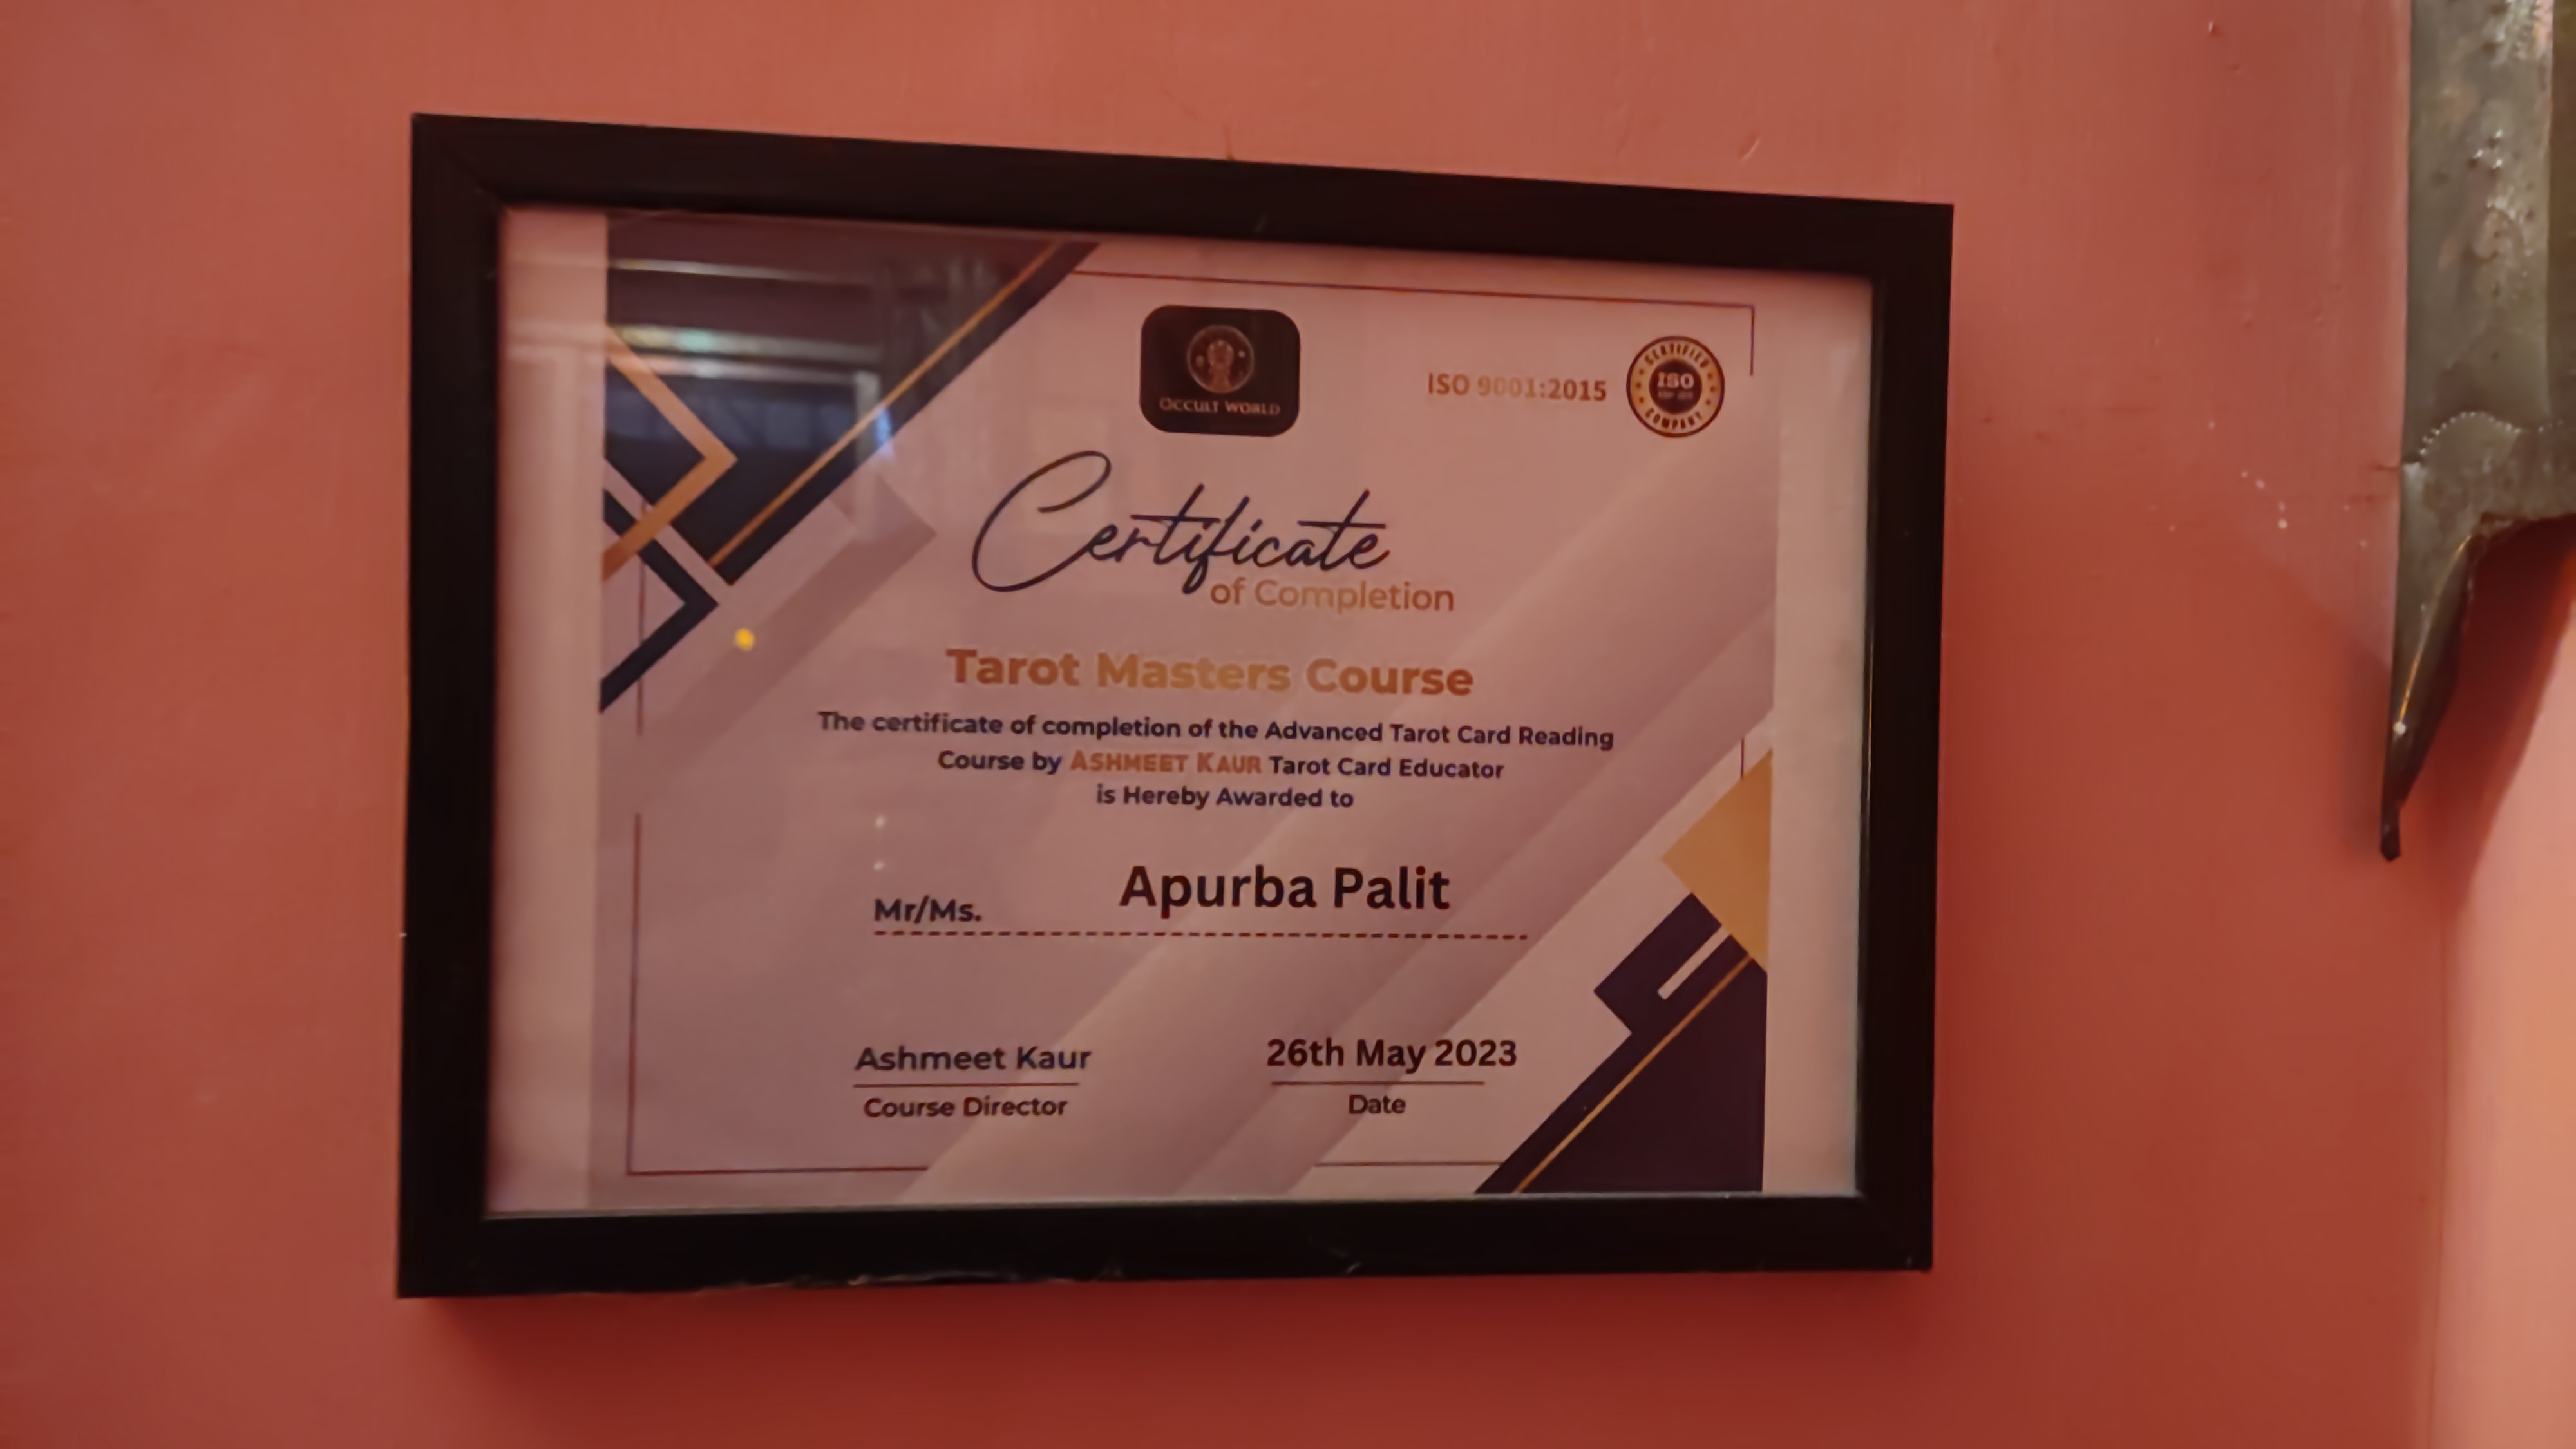 OCCULT WORLD
ISO 9001:2015
CERTIFIED
ISO
COMPANY
Certificate
of Completion
Tarot Masters Course
The certificate of completion of the Advanced Tarot Card Reading
Course by ASHMEET KAUR Tarot Card Educator
is Hereby Awarded to
Mr/Ms. Apurba Palit
Ashmeet Kaur 26th May 2023
Course Director Date